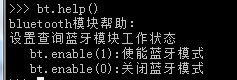 >>> bt.help()
bluetooth模块帮助:
设置查询蓝牙模块工作状态
bt.enable(1):使能蓝牙模式
bt.enable(0):关闭蓝牙模式
>>>